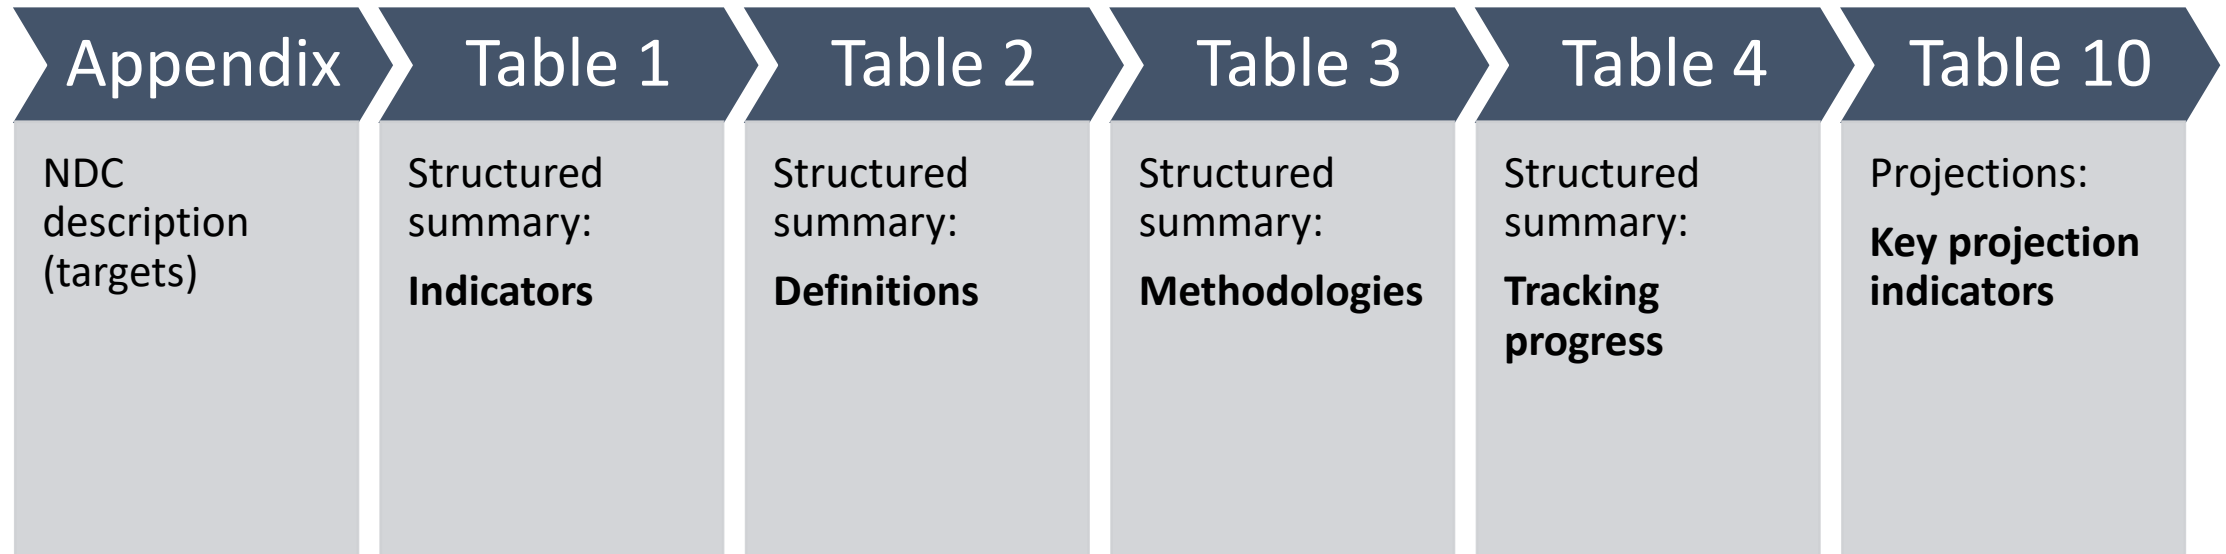 Appendix
NDC
description
(targets)
Table 1
Structured
summary:
Indicators
Table 2
Structured
summary:
Definitions
Table 3
Structured
summary:
Methodologies
Table 4
Structured
summary:
Tracking
progress
Table 10
Projections:
Key projection
indicators